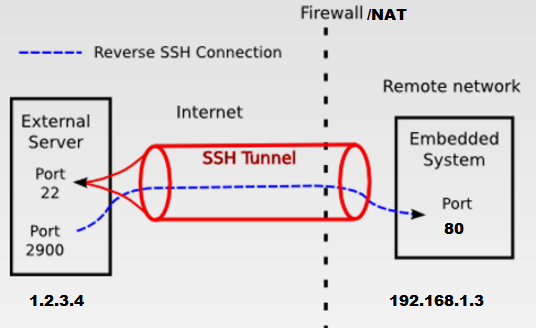 Firewall /NAT
Reverse SSH Connection
Remote network
Internet
External
Server
Embedded
System
SSH Tunnel
Port
22
Port
80
Port
2900
1.2.3.4
192.168.1.3